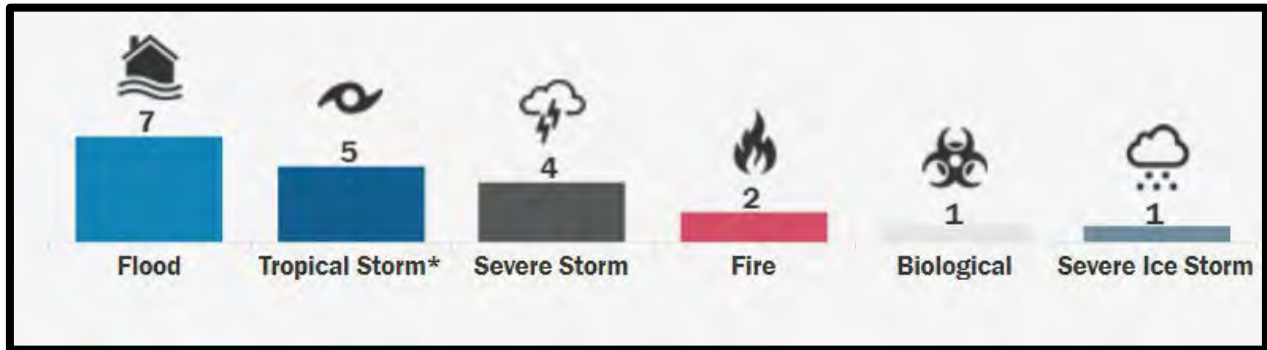 7
5
4
2
1
1
Flood
Tropical Storm*
Severe Storm
Fire
Biological
Severe Ice Storm